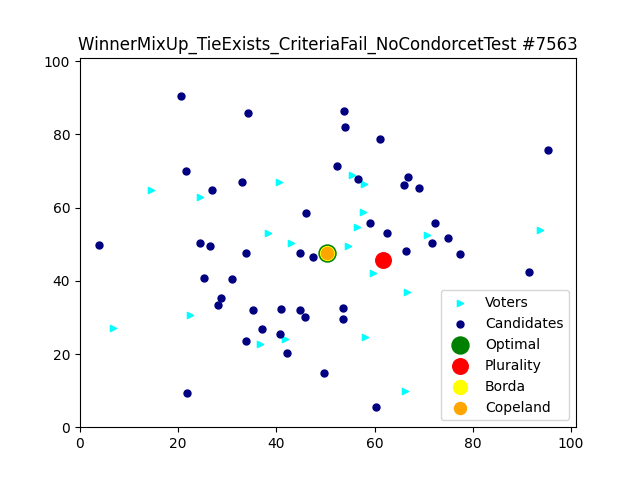 WinnerMixUp_TieExists_CriteriaFail_NoCondorcetTest #7563
100
80
60
40
20
0
0 20 40 60 80 100
Voters
Candidates
Optimal
Plurality
Borda
Copeland